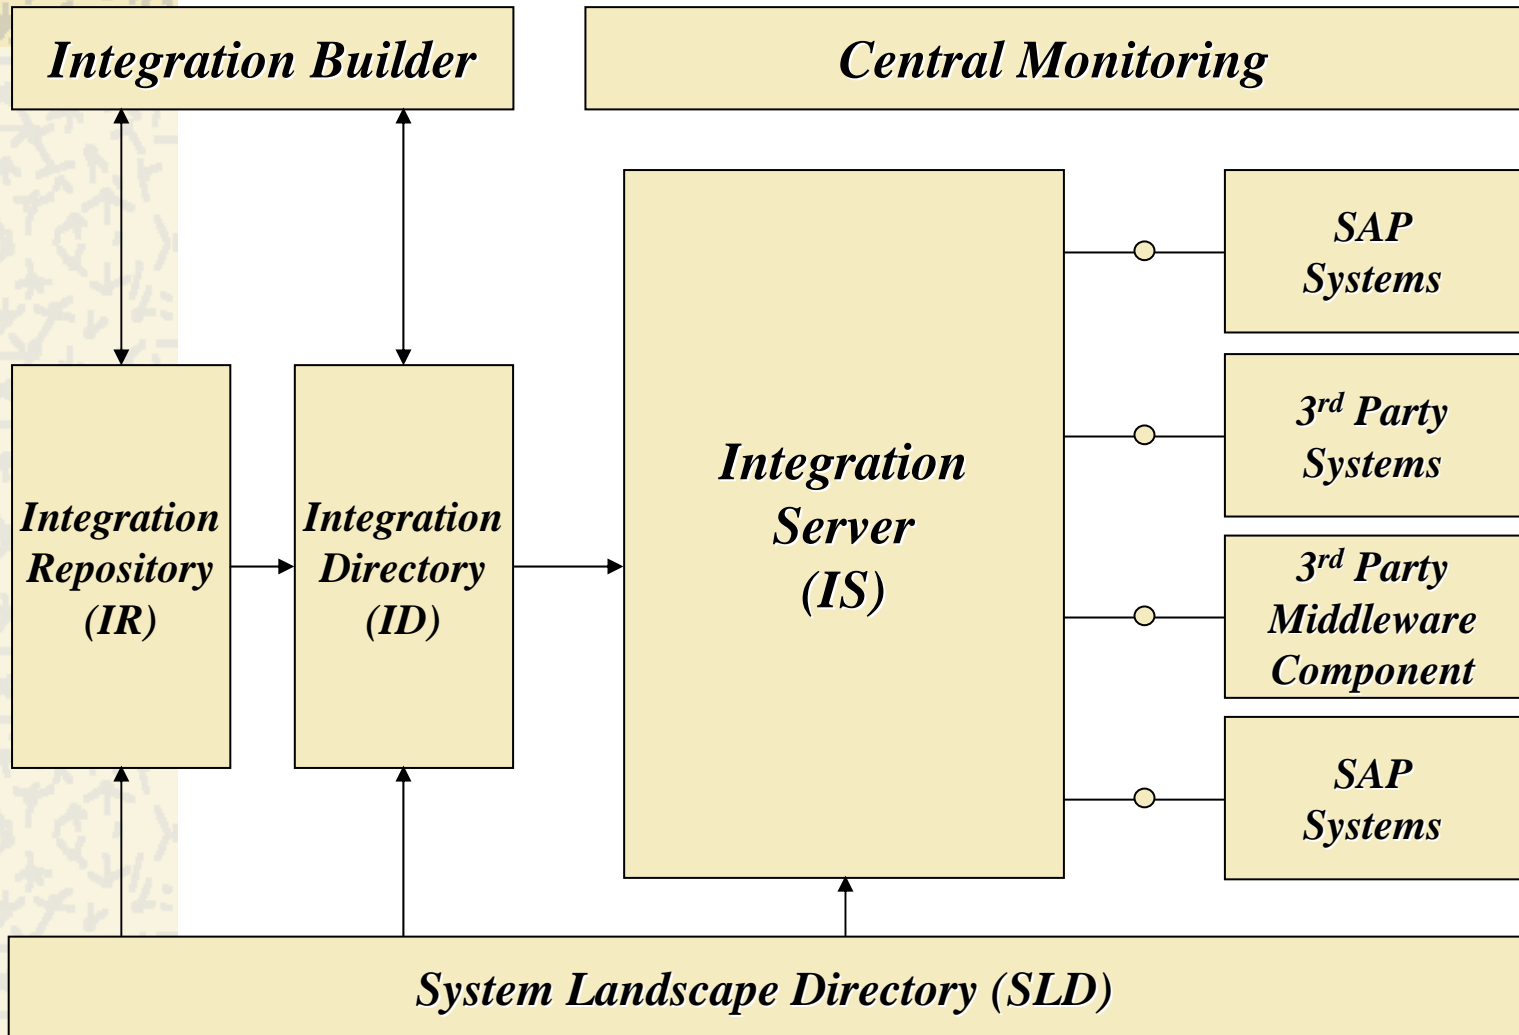 Integration Builder
Central Monitoring
Integration
Repository
(IR)
Integration
Directory
(ID)
Integration
Server
(IS)
SAP
Systems
3rd Party
Systems
3rd Party
Middleware
Component
SAP
Systems
System Landscape Directory (SLD)